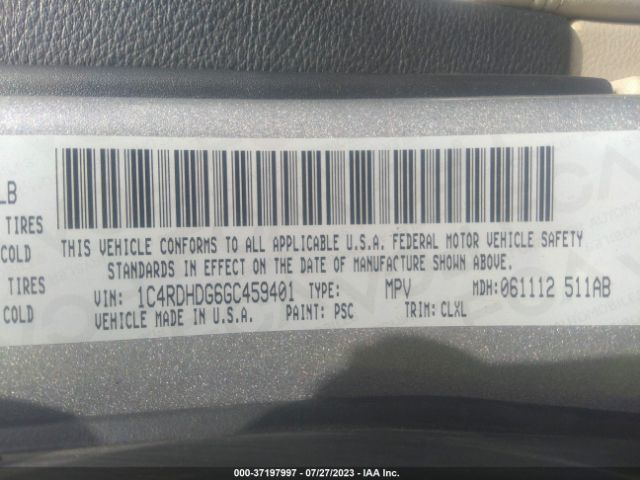 LB
TIRES
COLD
TIRES
COLD
THIS VEHICLE CONFORMS TO ALL APPLICABLE U.S.A. FEDERAL MOTOR VEHICLE SAFETY
STANDARDS IN EFFECT ON THE DATE OF MANUFACTURE SHOWN ABOVE.
VIN: 1C4RDHDG6GC459401 TYPE: MPV MDH: 061112 511AB
VEHICLE MADE IN U.S.A. PAINT: PSC TRIM: CLXL
000-37197997 - 07/27/2023 - IAA Inc.